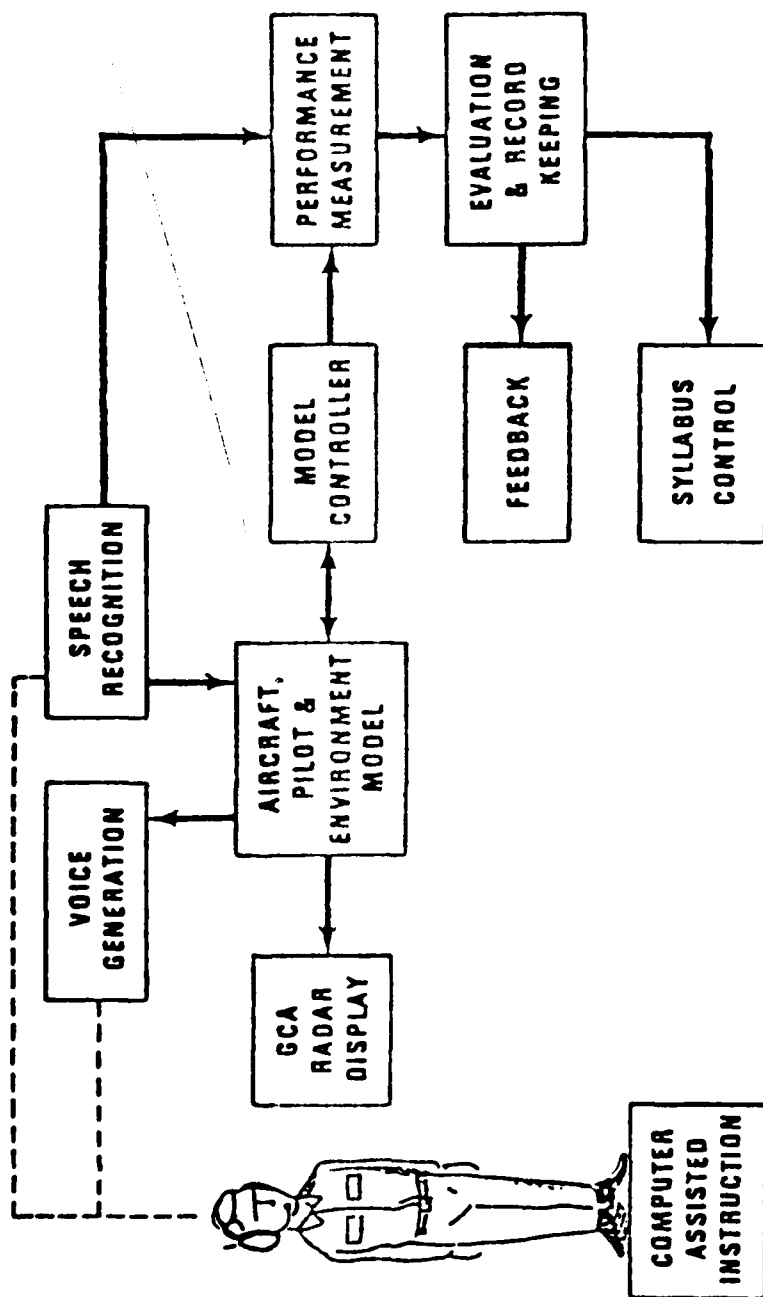 SPEECH
RECOGNITION
VOICE
GENERATION
PERFORMANCE
MEASUREMENT
MODEL
CONTROLLER
AIRCRAFT,
PILOT &
ENVIRONMENT
MODEL
GCA
RADAR
DISPLAY
EVALUATION
& RECORD
KEEPING
FEEDBACK
SYLLABUS
CONTROL
COMPUTER
ASSISTED
INSTRUCTION